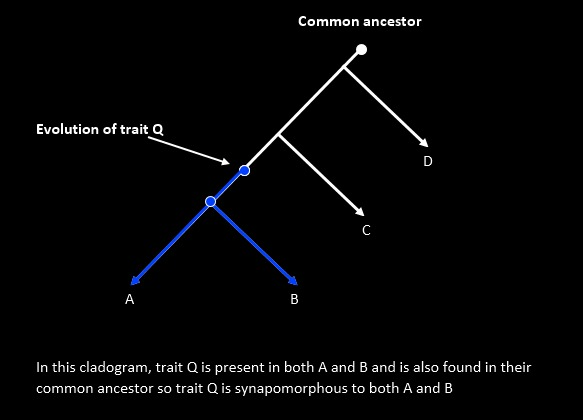 Common ancestor
Evolution of trait Q
D
C
A
B
In this cladogram, trait Q is present in both A and B and is also found in their
common ancestor so trait Q is synapomorphous to both A and B